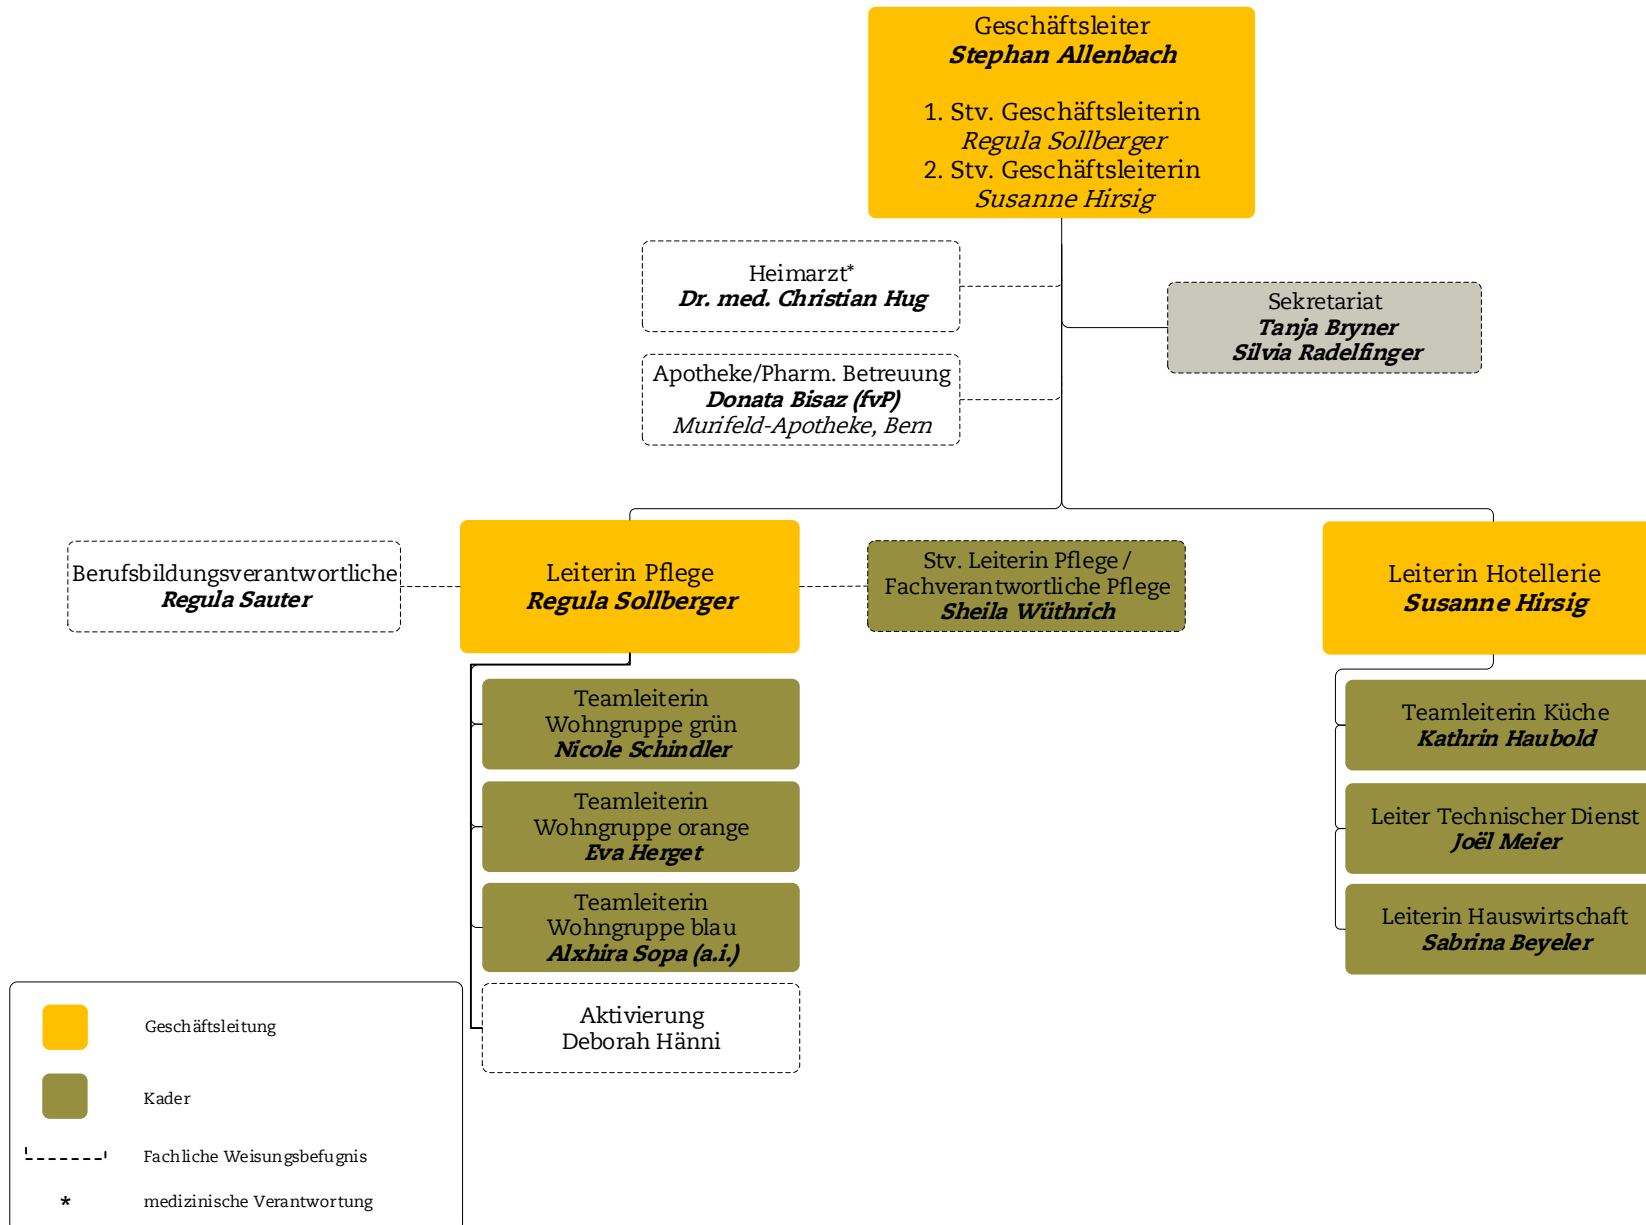 Geschäftsleiter
Stephan Allenbach
1. Stv. Geschäftsleiterin
Regula Sollberger
2. Stv. Geschäftsleiterin
Susanne Hirsig
Heimarzt*
Dr. med. Christian Hug
Sekretariat
Tanja Bryner
Silvia Radelfinger
Apotheke/Pharm. Betreuung
Donata Bisaz (fvP)
Murifeld-Apotheke, Bern
Berufsbildungsverantwortliche
Regula Sauter
Leiterin Pflege
Regula Sollberger
Stv. Leiterin Pflege /
Fachverantwortliche Pflege
Sheila Wüthrich
Leiterin Hotellerie
Susanne Hirsig
Teamleiterin
Wohngruppe grün
Nicole Schindler
Teamleiterin
Wohngruppe orange
Eva Herget
Teamleiterin
Wohngruppe blau
Alxhira Sopa (a.i.)
Aktivierung
Deborah Hänni
Teamleiterin Küche
Kathrin Haubold
Leiter Technischer Dienst
Joël Meier
Leiterin Hauswirtschaft
Sabrina Beyeler
Geschäftsleitung
Kader
Fachliche Weisungsbefugnis
* medizinische Verantwortung